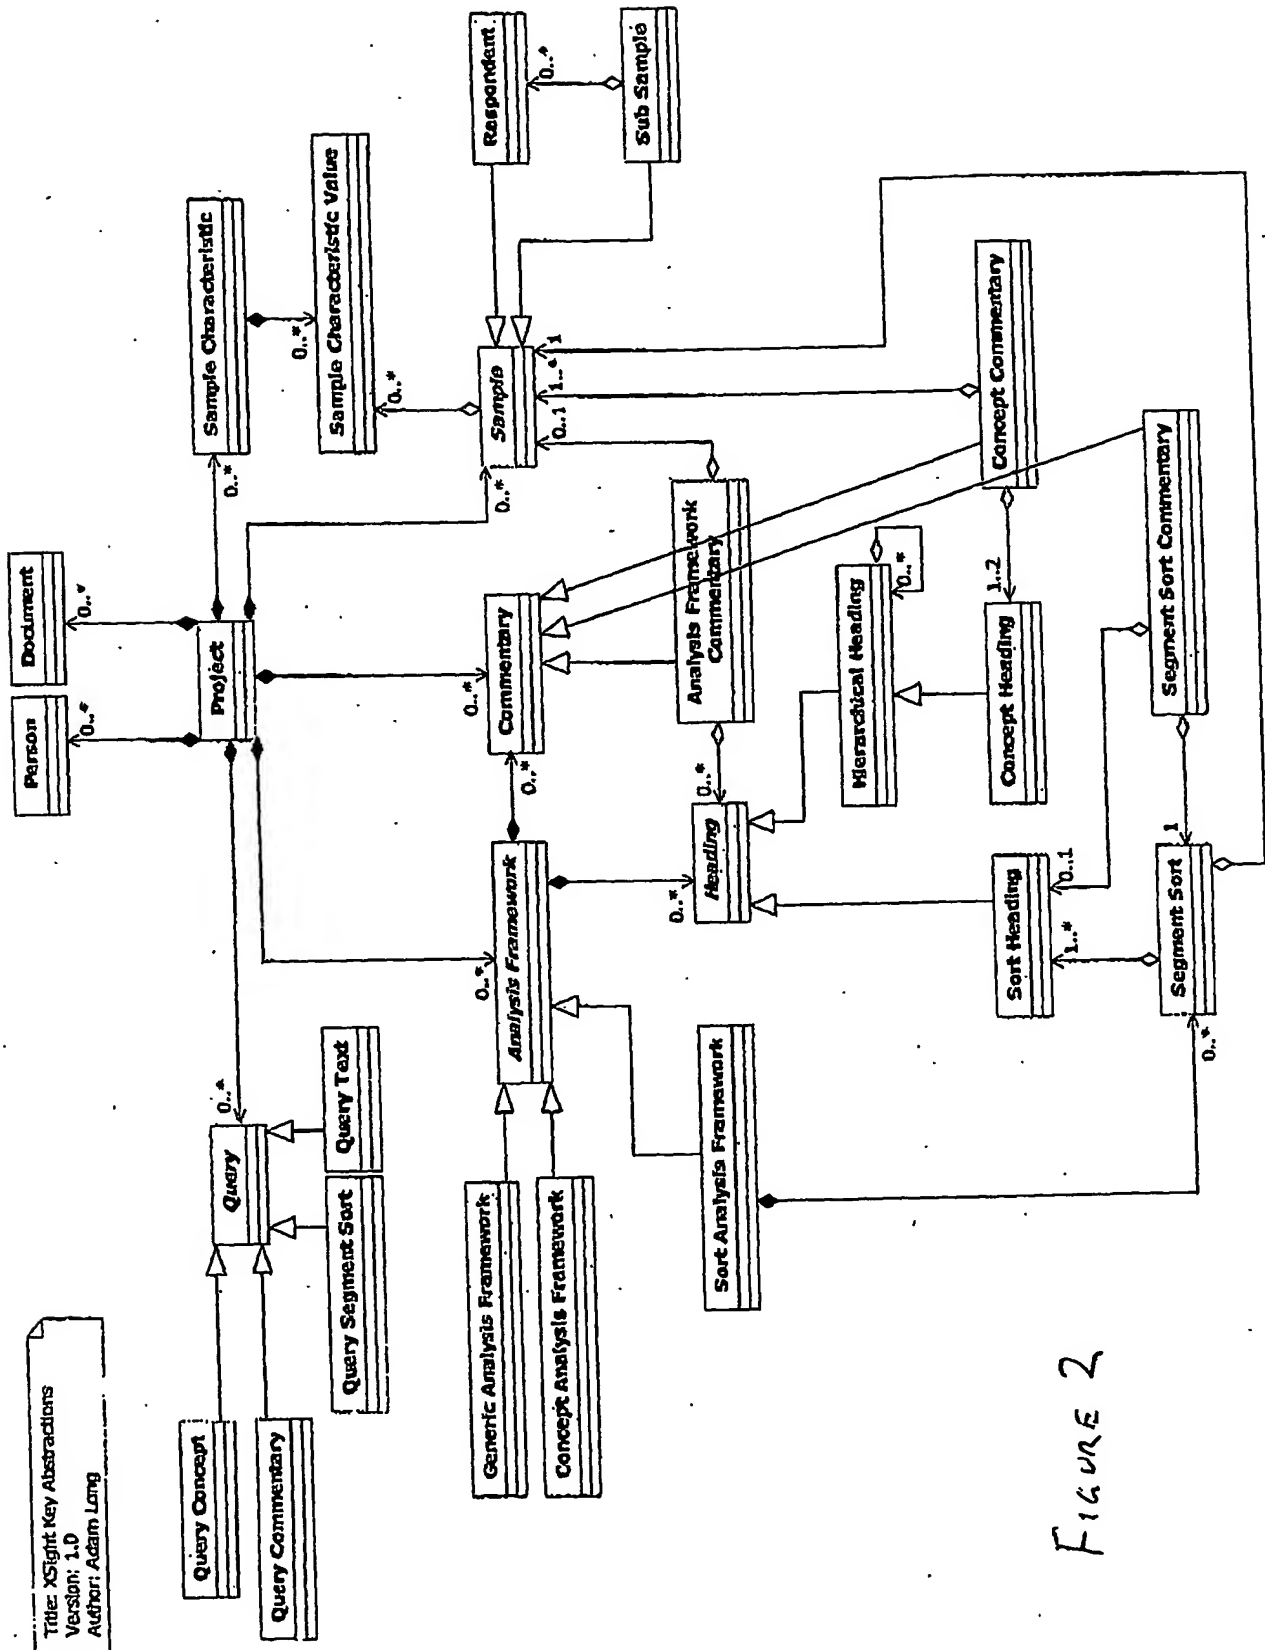 Title: XSight Key Abstractions
Version: 1.0
Author: Adam Long
Person
Document
0..*
0..*
Project
Sample Characteristic
0..*
Sample Characteristic Value
0..*
0..*
Query
0..*
Query Concept
Query Commentary
Query Segment Sort
Query Text
Generic Analysis Framework
Concept Analysis Framework
Analysis Framework
0..*
Commentary
0..*
0..*
Sample
0..*
0..1
1..*
1
Respondent
0..*
Sub Sample
Sort Analysis Framework
Heading
0..*
0..*
Analysis Framework
Commentary
Hierarchical Heading
0..*
Sort Heading
1..*
0..1
Concept Heading
1..2
Concept Commentary
Segment Sort
0..*
1
Segment Sort Commentary
FIGURE 2